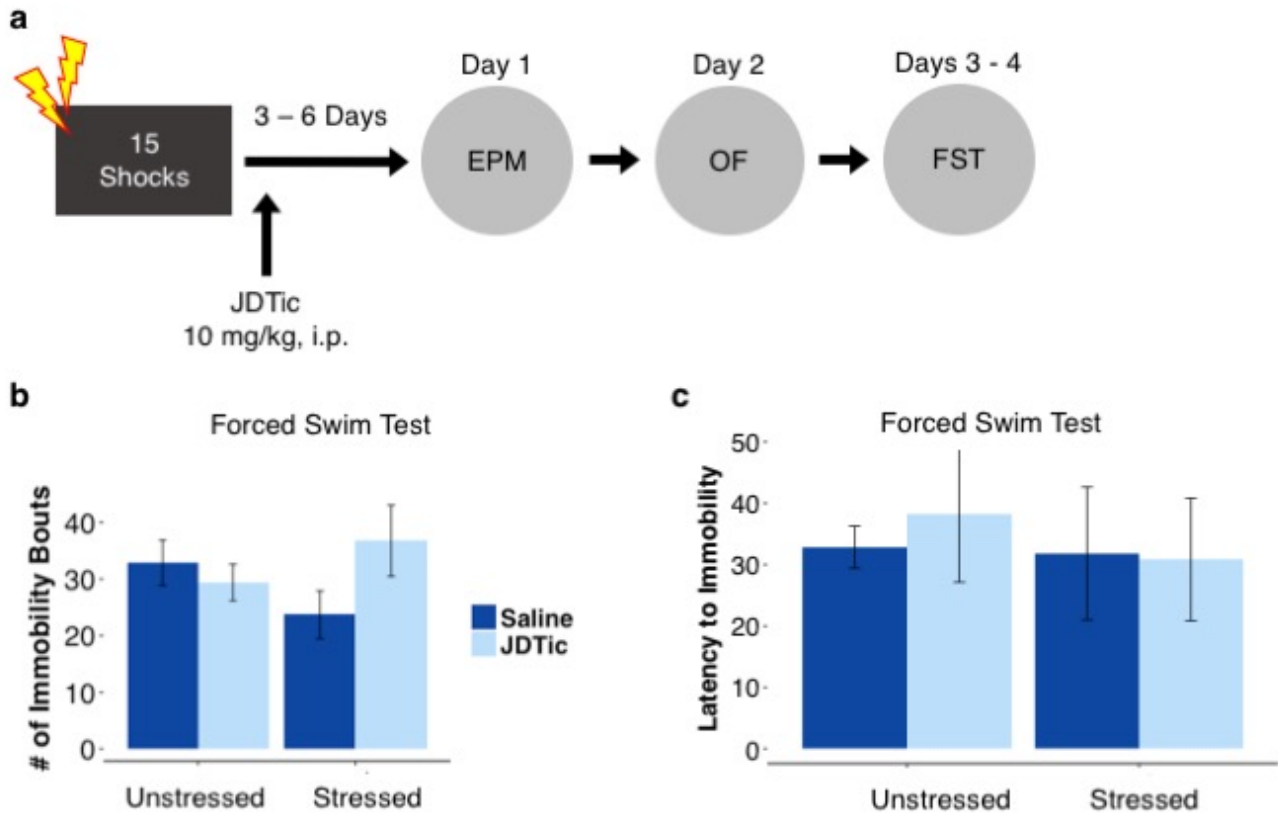 a
15
Shocks
3 – 6 Days
JDTic
10 mg/kg, i.p.
Day 1
EPM
Day 2
OF
Days 3 - 4
FST
b
Forced Swim Test
# of Immobility Bouts
40
30
20
10
0
Unstressed
Stressed
Saline
JDTic
c
Forced Swim Test
Latency to Immobility
50
40
30
20
10
0
Unstressed
Stressed